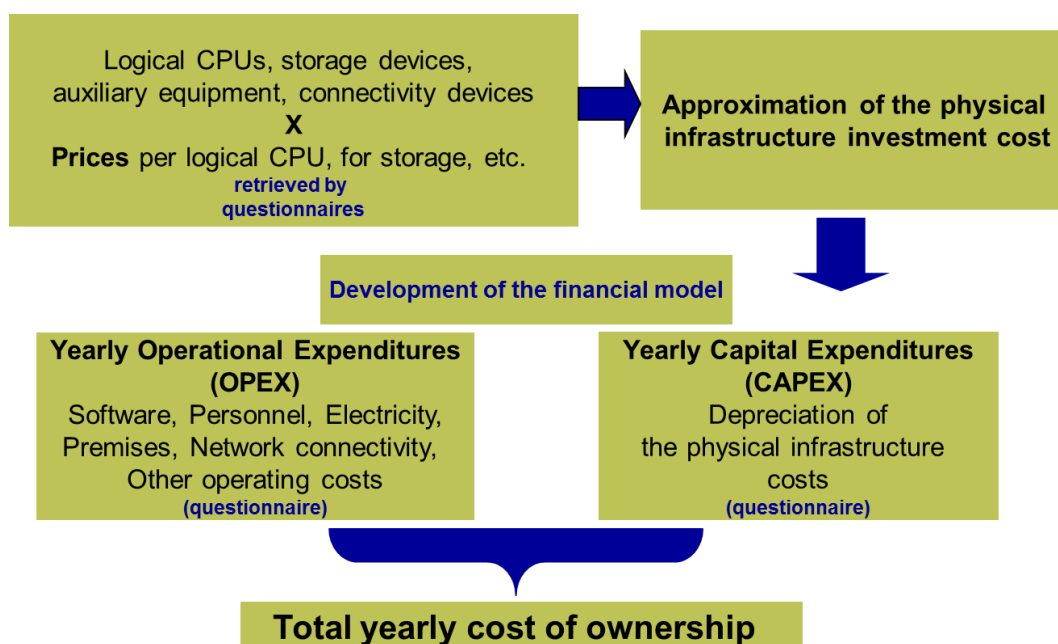 Logical CPUs, storage devices,
auxiliary equipment, connectivity devices
X
Prices per logical CPU, for storage, etc.
retrieved by
questionnaires
Approximation of the physical
infrastructure investment cost
Development of the financial model
Yearly Operational Expenditures
(OPEX)
Software, Personnel, Electricity,
Premises, Network connectivity,
Other operating costs
(questionnaire)
Yearly Capital Expenditures
(CAPEX)
Depreciation of
the physical infrastructure
costs
(questionnaire)
Total yearly cost of ownership